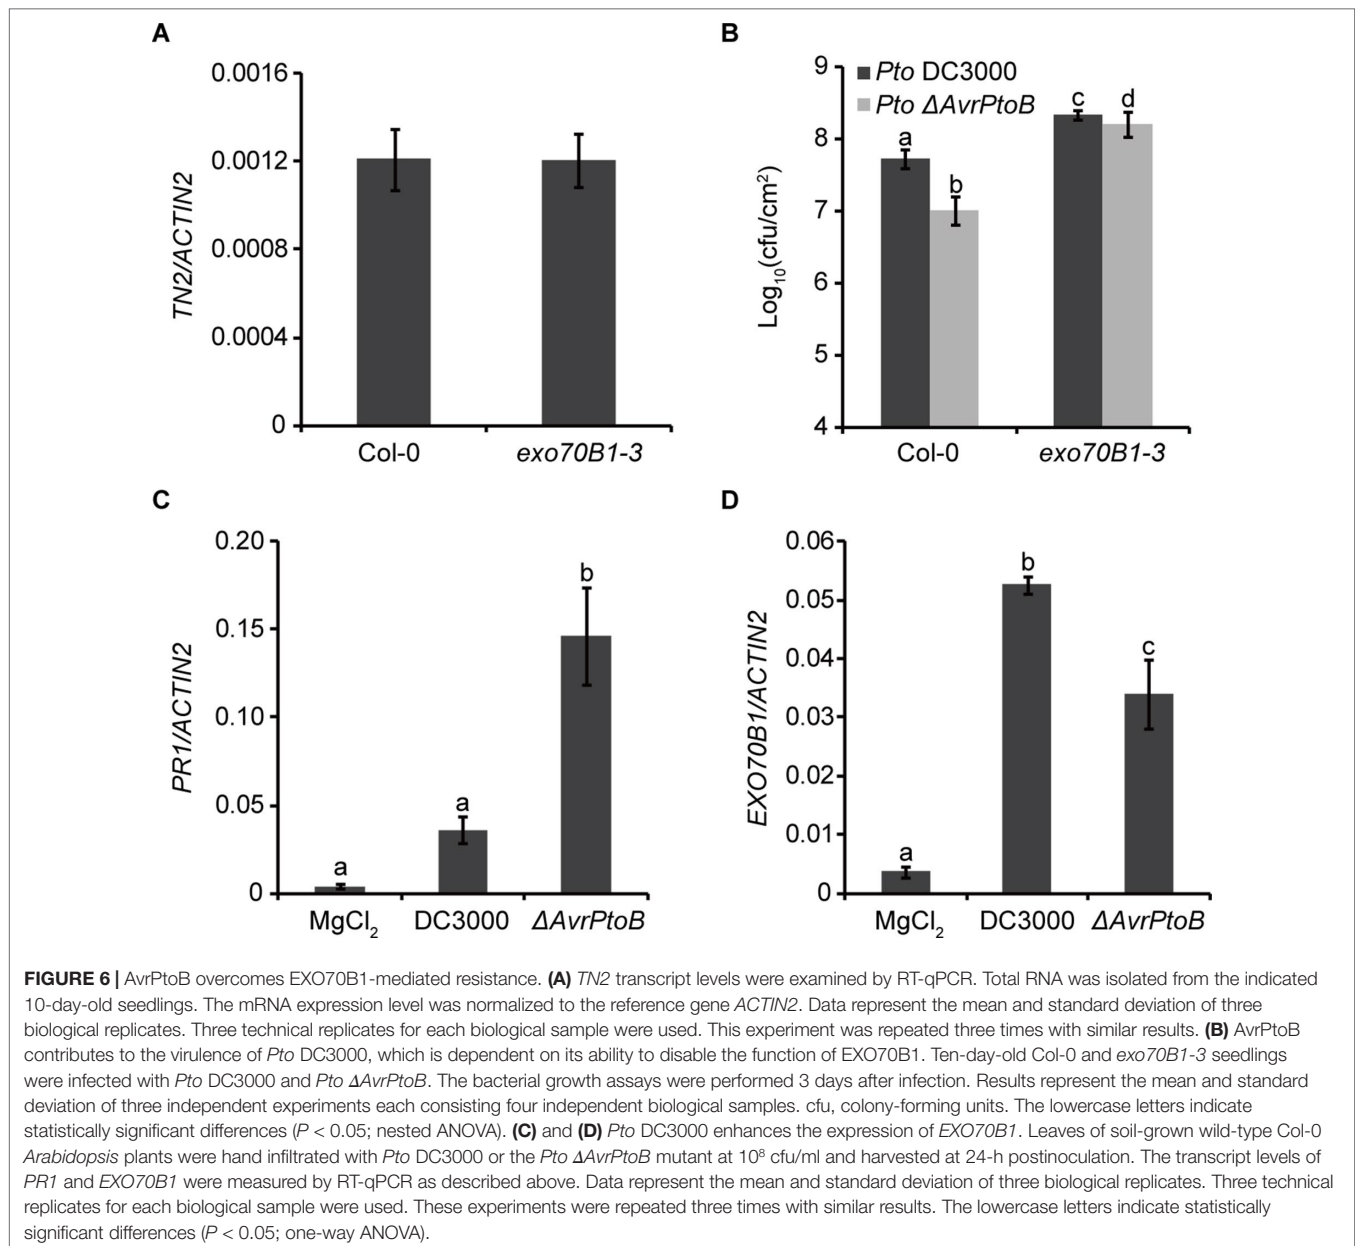 A
0.0016
0.0012
0.0008
0.0004
0
TN2/ACTIN2
Col-0 exo70B1-3
B
9
8
7
6
5
4
Log10(cfu/cm2)
Pto DC3000
Pto ΔAvrPtoB
a
b
c
d
Col-0 exo70B1-3
C
0.20
0.15
0.10
0.05
0
PR1/ACTIN2
a
a
b
MgCl2 DC3000 ΔAvrPtoB
D
0.06
0.05
0.04
0.03
0.02
0.01
0
EXO70B1/ACTIN2
a
b
c
MgCl2 DC3000 ΔAvrPtoB
FIGURE 6 | AvrPtoB overcomes EXO70B1-mediated resistance. (A) TN2 transcript levels were examined by RT-qPCR. Total RNA was isolated from the indicated
10-day-old seedlings. The mRNA expression level was normalized to the reference gene ACTIN2. Data represent the mean and standard deviation of three
biological replicates. Three technical replicates for each biological sample were used. This experiment was repeated three times with similar results. (B) AvrPtoB
contributes to the virulence of Pto DC3000, which is dependent on its ability to disable the function of EXO70B1. Ten-day-old Col-0 and exo70B1-3 seedlings
were infected with Pto DC3000 and Pto ΔAvrPtoB. The bacterial growth assays were performed 3 days after infection. Results represent the mean and standard
deviation of three independent experiments each consisting four independent biological samples. cfu, colony-forming units. The lowercase letters indicate
statistically significant differences (P < 0.05; nested ANOVA). (C) and (D) Pto DC3000 enhances the expression of EXO70B1. Leaves of soil-grown wild-type Col-0
Arabidopsis plants were hand infiltrated with Pto DC3000 or the Pto ΔAvrPtoB mutant at 10⁸ cfu/ml and harvested at 24-h postinoculation. The transcript levels of
PR1 and EXO70B1 were measured by RT-qPCR as described above. Data represent the mean and standard deviation of three biological replicates. Three technical
replicates for each biological sample were used. These experiments were repeated three times with similar results. The lowercase letters indicate statistically
significant differences (P < 0.05; one-way ANOVA).